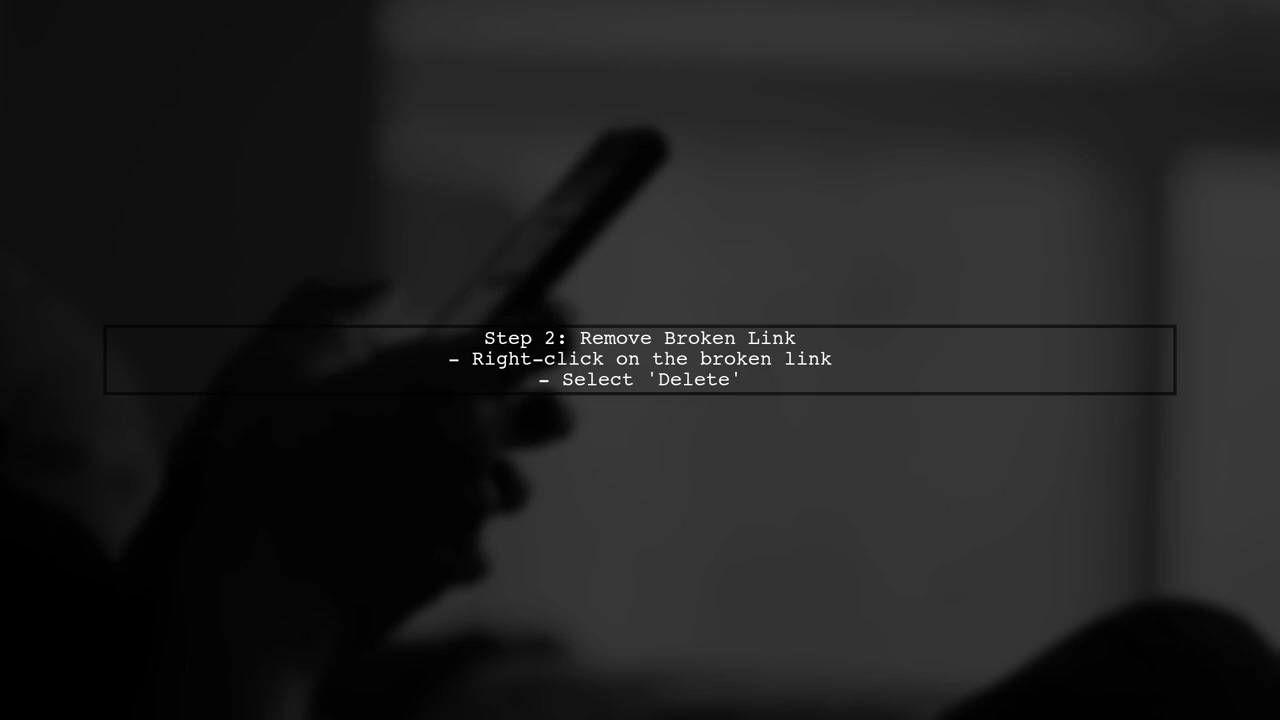 Step 2: Remove Broken Link
- Right-click on the broken link
- Select 'Delete'